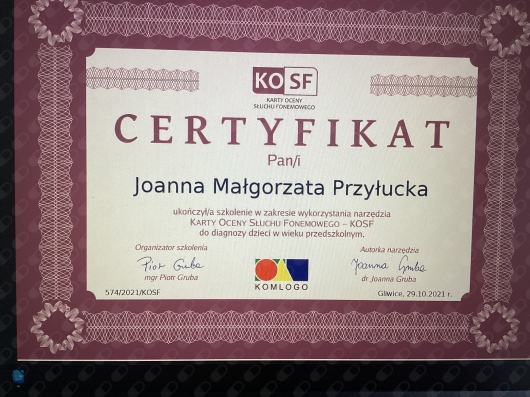 KOSF
KARTY OCENY
SŁUCHU FONEMOWEGO
CERTYFIKAT
Pan/i
Joanna Małgorzata Przyłucka
ukończył/a szkolenie w zakresie wykorzystania narzędzia
KARTY OCENY SŁUCHU FONEMOWEGO – KOSF
do diagnozy dzieci w wieku przedszkolnym.
Organizator szkolenia
Autorka narzędzia
Piotr Gruba
Joanna Gruba
mgr Piotr Gruba
dr Joanna Gruba
KOMLOGO
574/2021/KOSF
Gliwice, 29.10.2021 r.